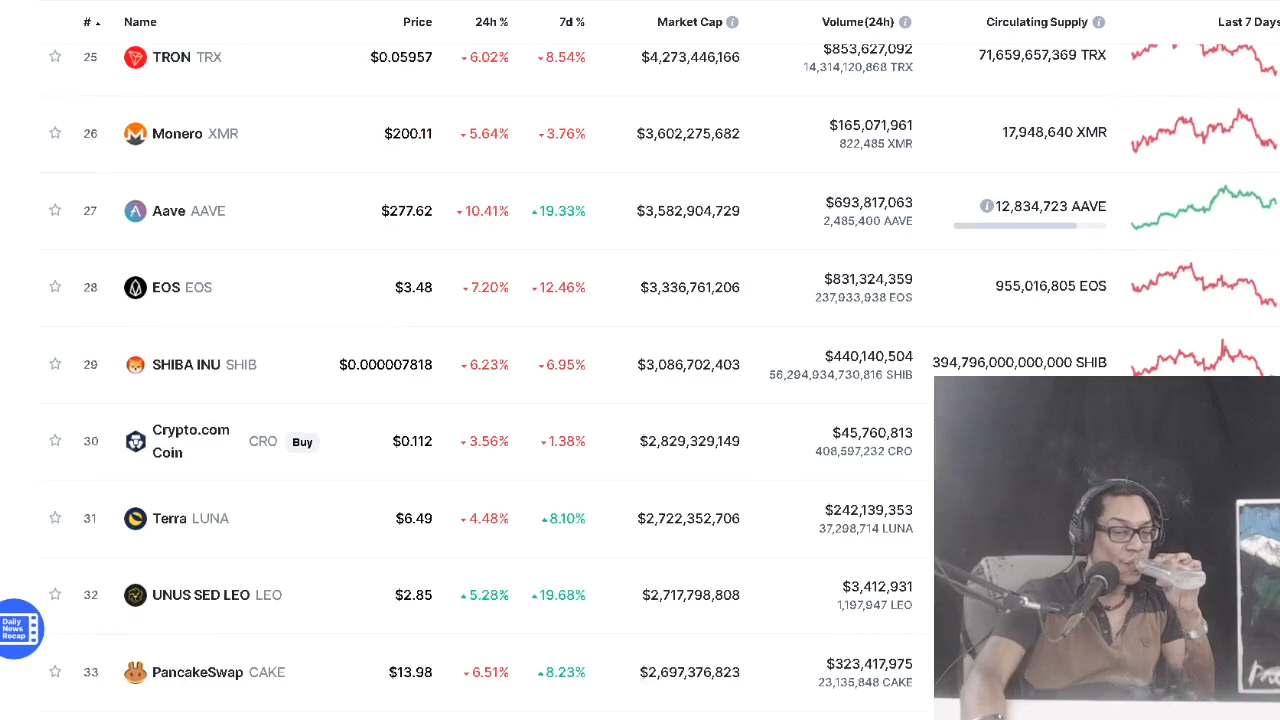 # Name Price 24h % 7d % Market Cap Volume(24h) Circulating Supply Last 7 Days
25 TRON TRX $0.05957 6.02% 8.54% $4,273,446,166 $853,627,092 71,659,657,369 TRX
14,314,120,868 TRX
26 Monero XMR $200.11 5.64% 3.76% $3,602,275,682 $165,071,961 17,948,640 XMR
822,485 XMR
27 Aave AAVE $277.62 10.41% 19.33% $3,582,904,729 $693,817,063 12,834,723 AAVE
2,485,400 AAVE
28 EOS EOS $3.48 7.20% 12.46% $3,336,761,206 $831,324,359 955,016,805 EOS
237,933,938 EOS
29 SHIBA INU SHIB $0.000007818 6.23% 6.95% $3,086,702,403 $440,140,504 394,796,000,000,000 SHIB
56,294,934,730,816 SHIB
30 Crypto.com Coin CRO Buy $0.112 3.56% 1.38% $2,829,329,149 $45,760,813
408,597,232 CRO
31 Terra LUNA $6.49 4.48% 8.10% $2,722,352,706 $242,139,353
37,298,714 LUNA
32 UNUS SED LEO LEO $2.85 5.28% 19.68% $2,717,798,808 $3,412,931
1,197,947 LEO
33 PancakeSwap CAKE $13.98 6.51% 8.23% $2,697,376,823 $323,417,975
23,135,848 CAKE
Daily
News
Recap